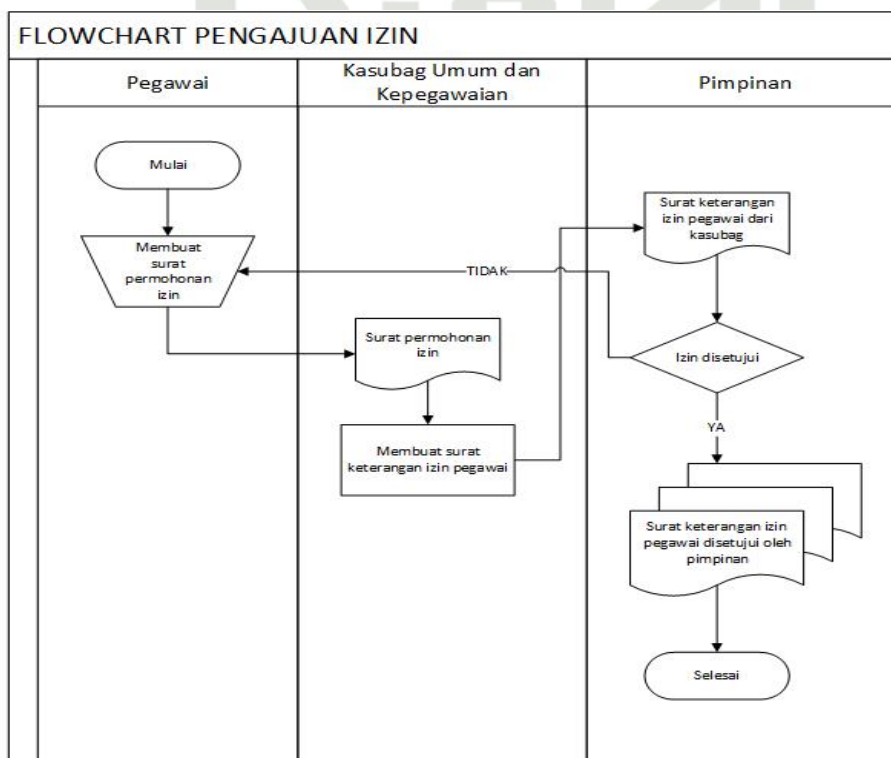 FLOWCHART PENGAJUAN IZIN
Pegawai
Kasubag Umum dan
Kepegawaian
Pimpinan
Mulai
Membuat
surat
permohonan
izin
Surat keterangan
izin pegawai dari
kasubag
TIDAK
Surat permohonan
izin
Izin disetujui
Membuat surat
keterangan izin pegawai
YA
Surat keterangan izin
pegawai disetujui oleh
pimpinan
Selesai